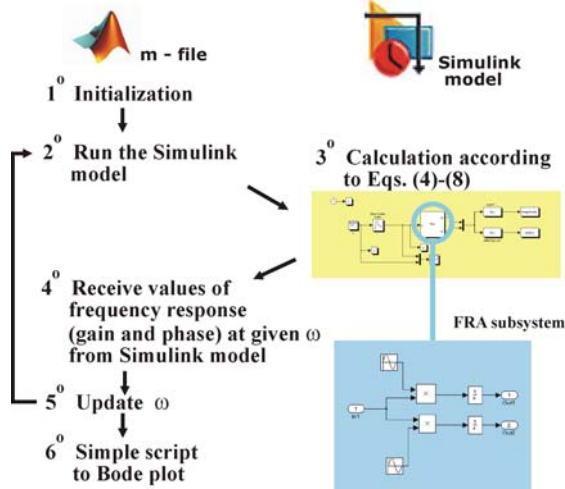 m - file
Simulink
model
1° Initialization
2° Run the Simulink
model
3° Calculation according
to Eqs. (4)-(8)
4° Receive values of
frequency response
(gain and phase) at given ω
from Simulink model
FRA subsystem
5° Update ω
6° Simple script
to Bode plot